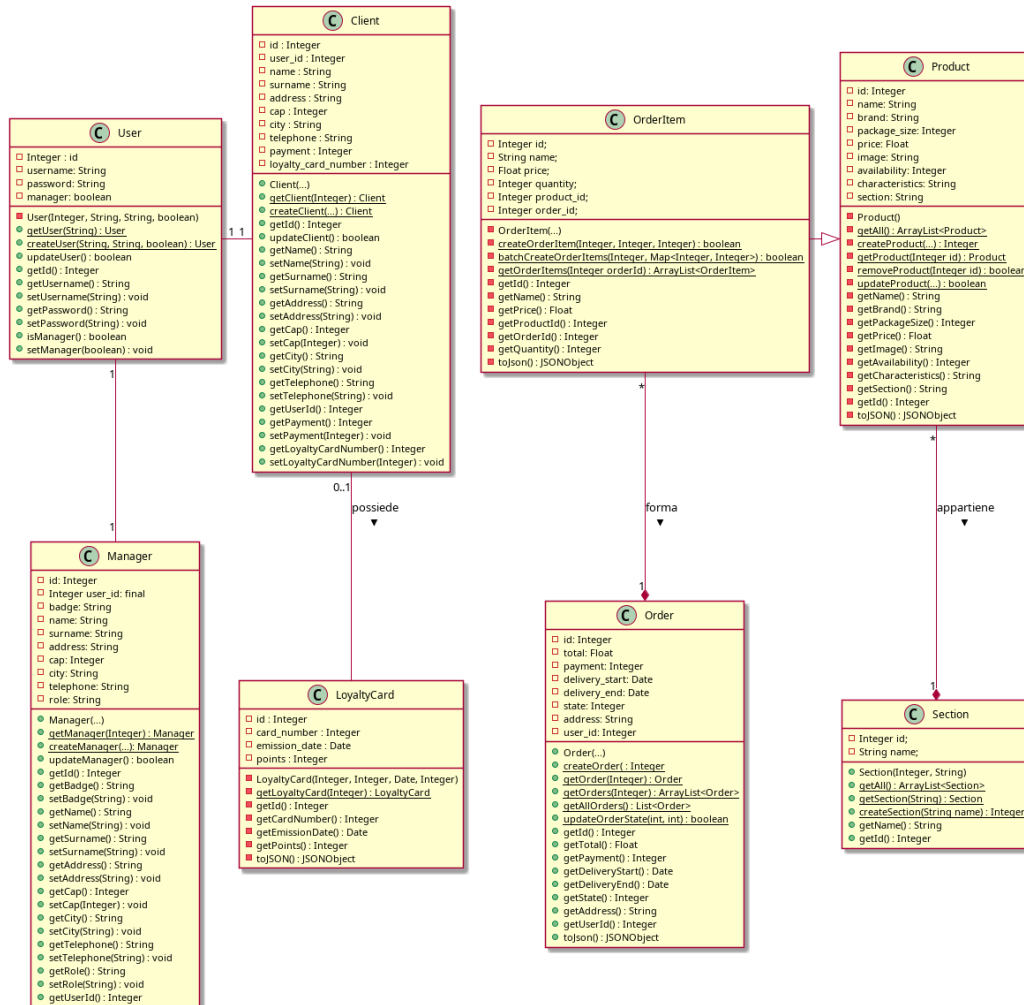 C User
Integer : id
username: String
password: String
manager: boolean
User(Integer, String, String, boolean)
getUser(String) : User
createUser(String, String, boolean) : User
updateUser() : boolean
getId() : Integer
getUsername() : String
setUsername(String) : void
getPassword() : String
setPassword(String) : void
isManager() : boolean
setManager(boolean) : void
1 1
1
1
C Client
id : Integer
user_id : Integer
name : String
surname : String
address : String
cap : Integer
city : String
telephone : String
payment : Integer
loyalty_card_number : Integer
Client(...)
getClient(Integer) : Client
createClient(...) : Client
getId() : Integer
updateClient() : boolean
getName() : String
setName(String) : void
getSurname() : String
setSurname(String) : void
getAddress() : String
setAddress(String) : void
getCap() : Integer
setCap(Integer) : void
getCity() : String
setCity(String) : void
getTelephone() : String
setTelephone(String) : void
getUserId() : Integer
getPayment() : Integer
setPayment(Integer) : void
getLoyaltyCardNumber() : Integer
setLoyaltyCardNumber(Integer) : void
0..1
possiede
C OrderItem
Integer id;
String name;
Float price;
Integer quantity;
Integer product_id;
Integer order_id;
OrderItem(...)
createOrderItem(Integer, Integer, Integer) : boolean
batchCreateOrderItems(Integer, Map<Integer, Integer>) : boolean
getOrderItems(Integer orderId) : ArrayList<OrderItem>
getId() : Integer
getName() : String
getPrice() : Float
getProductId() : Integer
getOrderId() : Integer
getQuantity() : Integer
toJson() : JSONObject
*
forma
1
C Product
id: Integer
name: String
brand: String
package_size: Integer
price: Float
image: String
availability: Integer
characteristics: String
section: String
Product()
getAll() : ArrayList<Product>
createProduct(...) : Integer
getProduct(Integer id) : Product
removeProduct(Integer id) : boolean
updateProduct(...) : boolean
getName() : String
getBrand() : String
getPackageSize() : Integer
getPrice() : Float
getImage() : String
getAvailability() : Integer
getCharacteristics() : String
getSection() : String
getId() : Integer
toJSON() : JSONObject
*
appartiene
1
C Manager
id: Integer
Integer user_id: final
badge: String
name: String
surname: String
address: String
cap: Integer
city: String
telephone: String
role: String
Manager(...)
getManager(Integer) : Manager
createManager(...): Manager
updateManager() : boolean
getId() : Integer
getBadge() : String
setBadge(String) : void
getName() : String
setName(String) : void
getSurname() : String
setSurname(String) : void
getAddress() : String
setAddress(String) : void
getCap() : Integer
setCap(Integer) : void
getCity() : String
setCity(String) : void
getTelephone() : String
setTelephone(String) : void
getRole() : String
setRole(String) : void
getUserId() : Integer
C LoyaltyCard
id : Integer
card_number : Integer
emission_date : Date
points : Integer
LoyaltyCard(Integer, Integer, Date, Integer)
getLoyaltyCard(Integer) : LoyaltyCard
getId() : Integer
getCardNumber() : Integer
getEmissionDate() : Date
getPoints() : Integer
toJSON() : JSONObject
C Order
id: Integer
total: Float
payment: Integer
delivery_start: Date
delivery_end: Date
state: Integer
address: String
user_id: Integer
Order(...)
createOrder( : Integer
getOrder(Integer) : Order
getOrders(Integer) : ArrayList<Order>
getAllOrders() : List<Order>
updateOrderState(int, int) : boolean
getId() : Integer
getTotal() : Float
getPayment() : Integer
getDeliveryStart() : Date
getDeliveryEnd() : Date
getState() : Integer
getAddress() : String
getUserId() : Integer
toJson() : JSONObject
C Section
Integer id;
String name;
Section(Integer, String)
getAll() : ArrayList<Section>
getSection(String) : Section
createSection(String name) : Integer
getName() : String
getId() : Integer